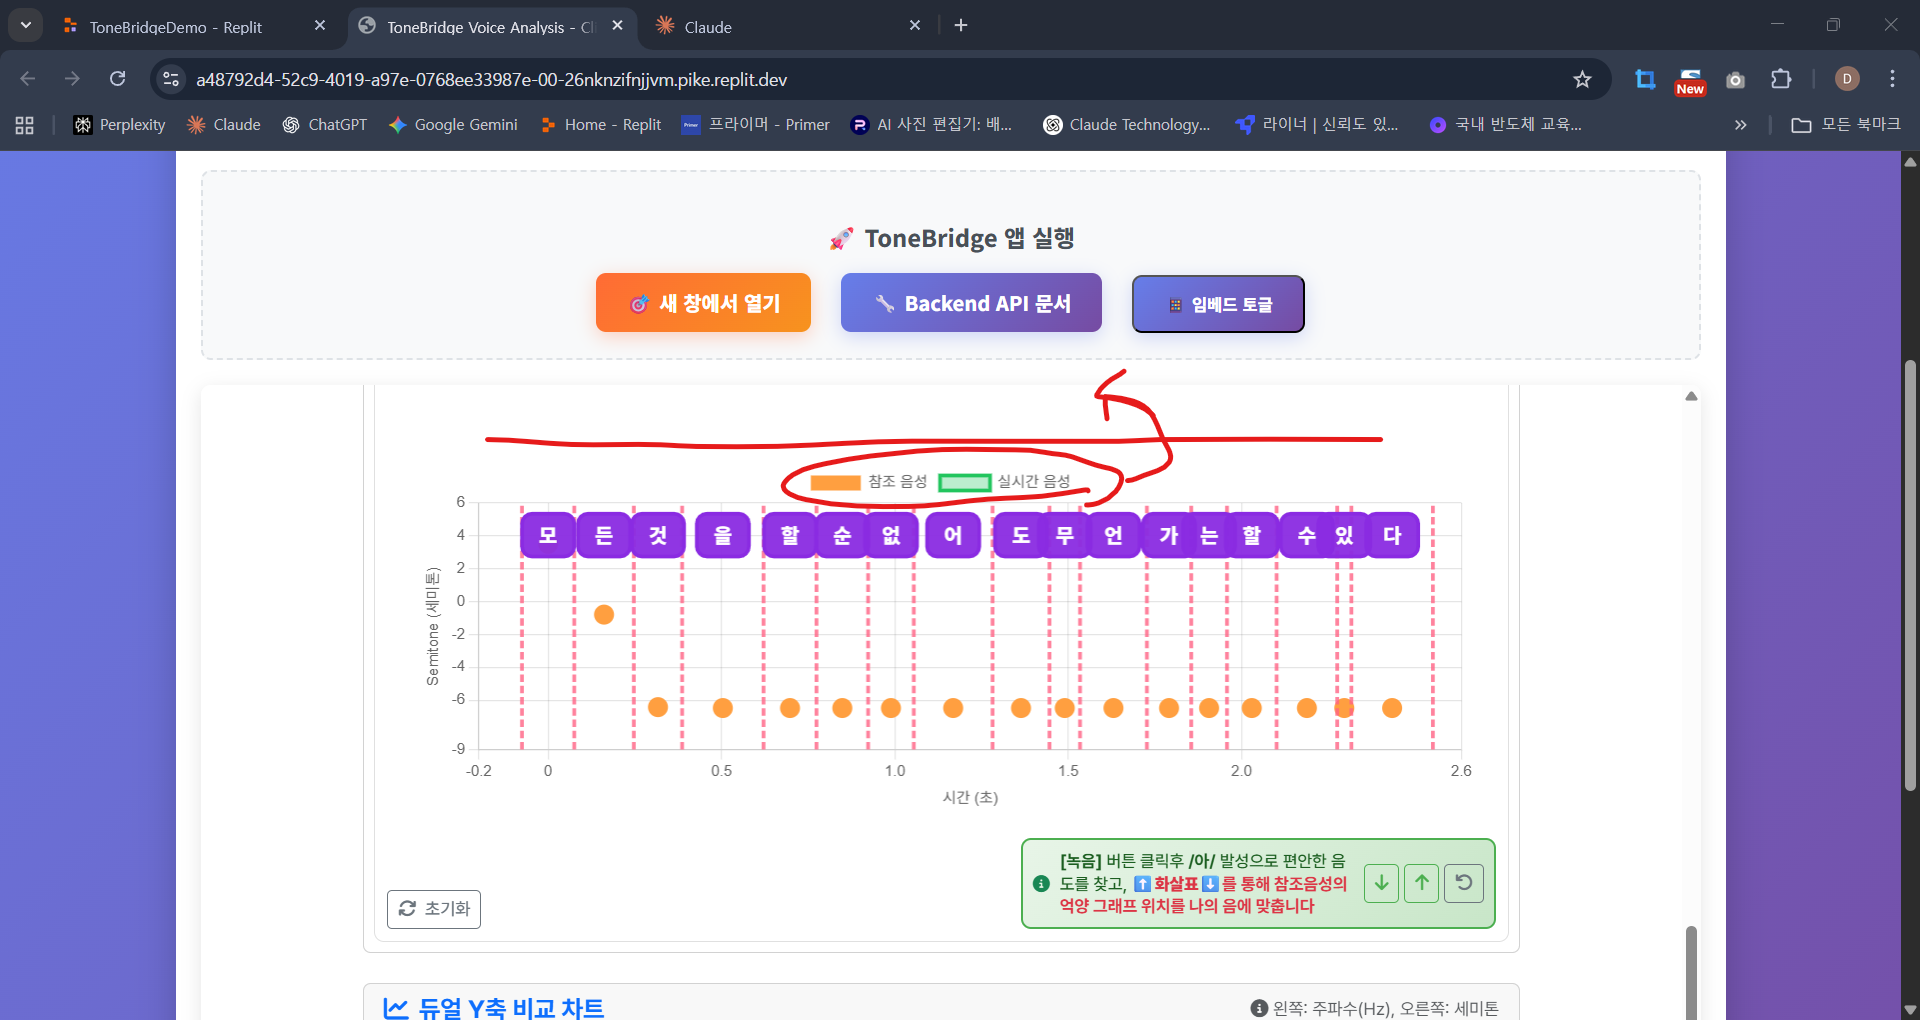 ToneBridgeDemo - Replit
ToneBridge Voice Analysis - Cl
Claude
a48792d4-52c9-4019-a97e-0768ee33987e-00-26nknzifnjjvm.pike.replit.dev
New
D
Perplexity
Claude
ChatGPT
Google Gemini
Home - Replit
Primer
프라이머 - Primer
AI 사진 편집기: 배...
Claude Technology...
라이너 | 신뢰도 있...
국내 반도체 교육...
»
모든 북마크
🚀 ToneBridge 앱 실행
🎯 새 창에서 열기
🔧 Backend API 문서
임베드 토글
참조 음성
실시간 음성
6
4
2
0
-2
-4
-6
-9
Semitone (세미톤)
모 든 것 을 할 순 없 어 도 무 언 가 는 할 수 있 다
-0.2 0 0.5 1.0 1.5 2.0 2.6
시간 (초)
초기화
[녹음] 버튼 클릭후 /아/ 발성으로 편안한 음
도를 찾고, ⬆️ 화살표 ⬇️ 를 통해 참조음성의
억양 그래프 위치를 나의 음에 맞춥니다
듀얼 Y축 비교 차트
왼쪽: 주파수(Hz), 오른쪽: 세미톤